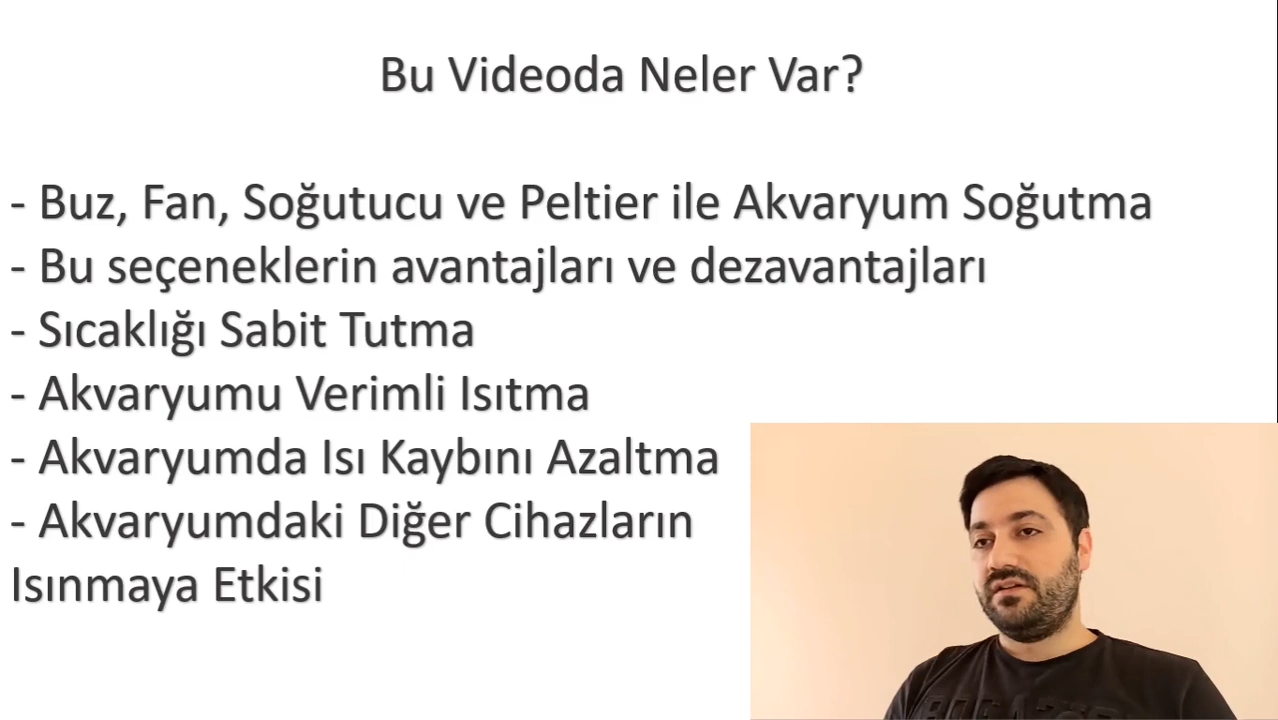 Bu Videoda Neler Var?
- Buz, Fan, Soğutucu ve Peltier ile Akvaryum Soğutma
- Bu seçeneklerin avantajları ve dezavantajları
- Sıcaklığı Sabit Tutma
- Akvaryumu Verimli Isıtma
- Akvaryumda Isı Kaybını Azaltma
- Akvaryumdaki Diğer Cihazların
Isınmaya Etkisi